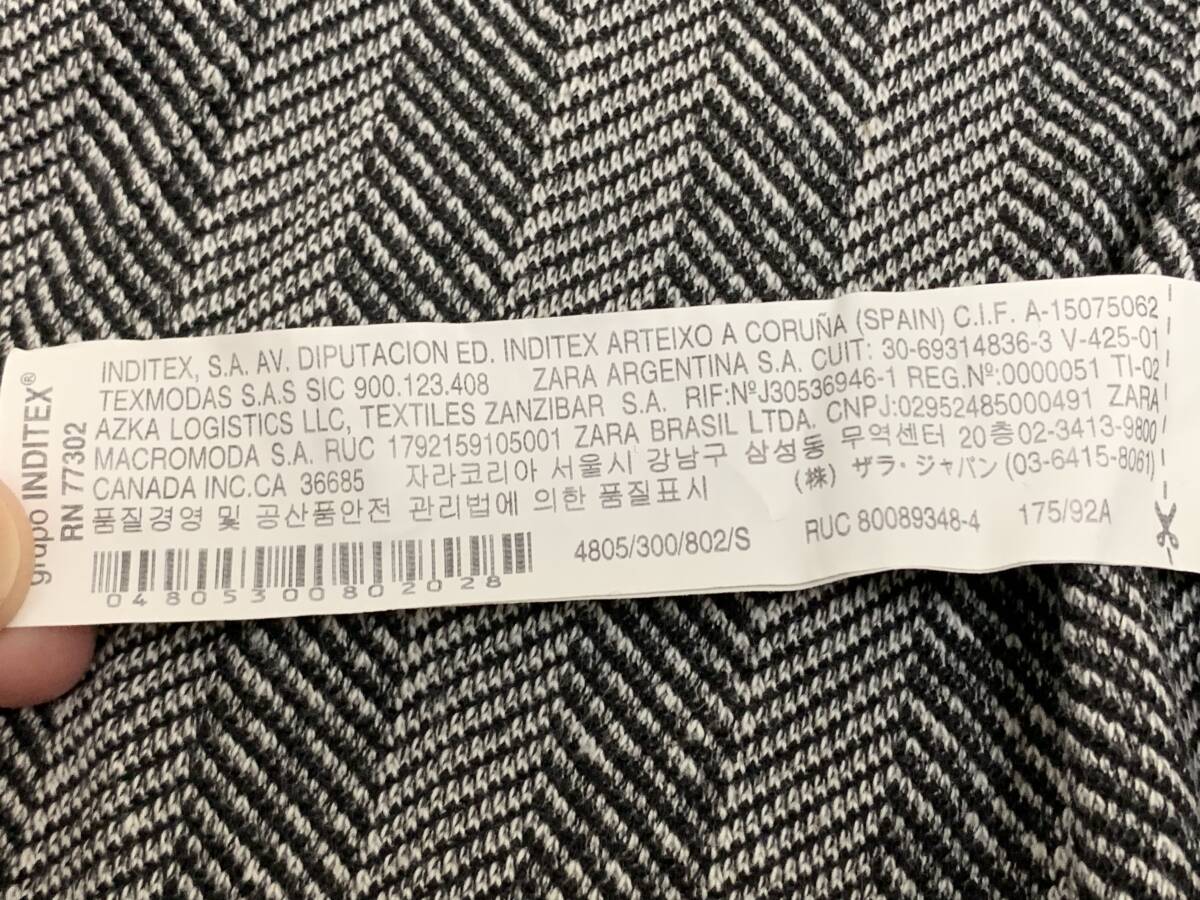 grupo INDITEX®
RN 77302
INDITEX, S.A. AV. DIPUTACION ED. INDITEX ARTEIXO A CORUÑA (SPAIN) C.I.F. A-15075062
TEXMODAS S.A.S SIC 900.123.408 ZARA ARGENTINA S.A. CUIT: 30-69314836-3 V-425-01
AZKA LOGISTICS LLC, TEXTILES ZANZIBAR S.A. RIF:NºJ30536946-1 REG.Nº:0000051 TI-02
MACROMODA S.A. RUC 1792159105001 ZARA BRASIL LTDA. CNPJ:02952485000491 ZARA
CANADA INC.CA 36685 자라코리아 서울시 강남구 삼성동 무역센터 20층02-3413-9800
품질경영 및 공산품안전 관리법에 의한 품질표시 (株) ザラ・ジャパン (03-6415-8061)
04805300802028 4805/300/802/S RUC 80089348-4 175/92A